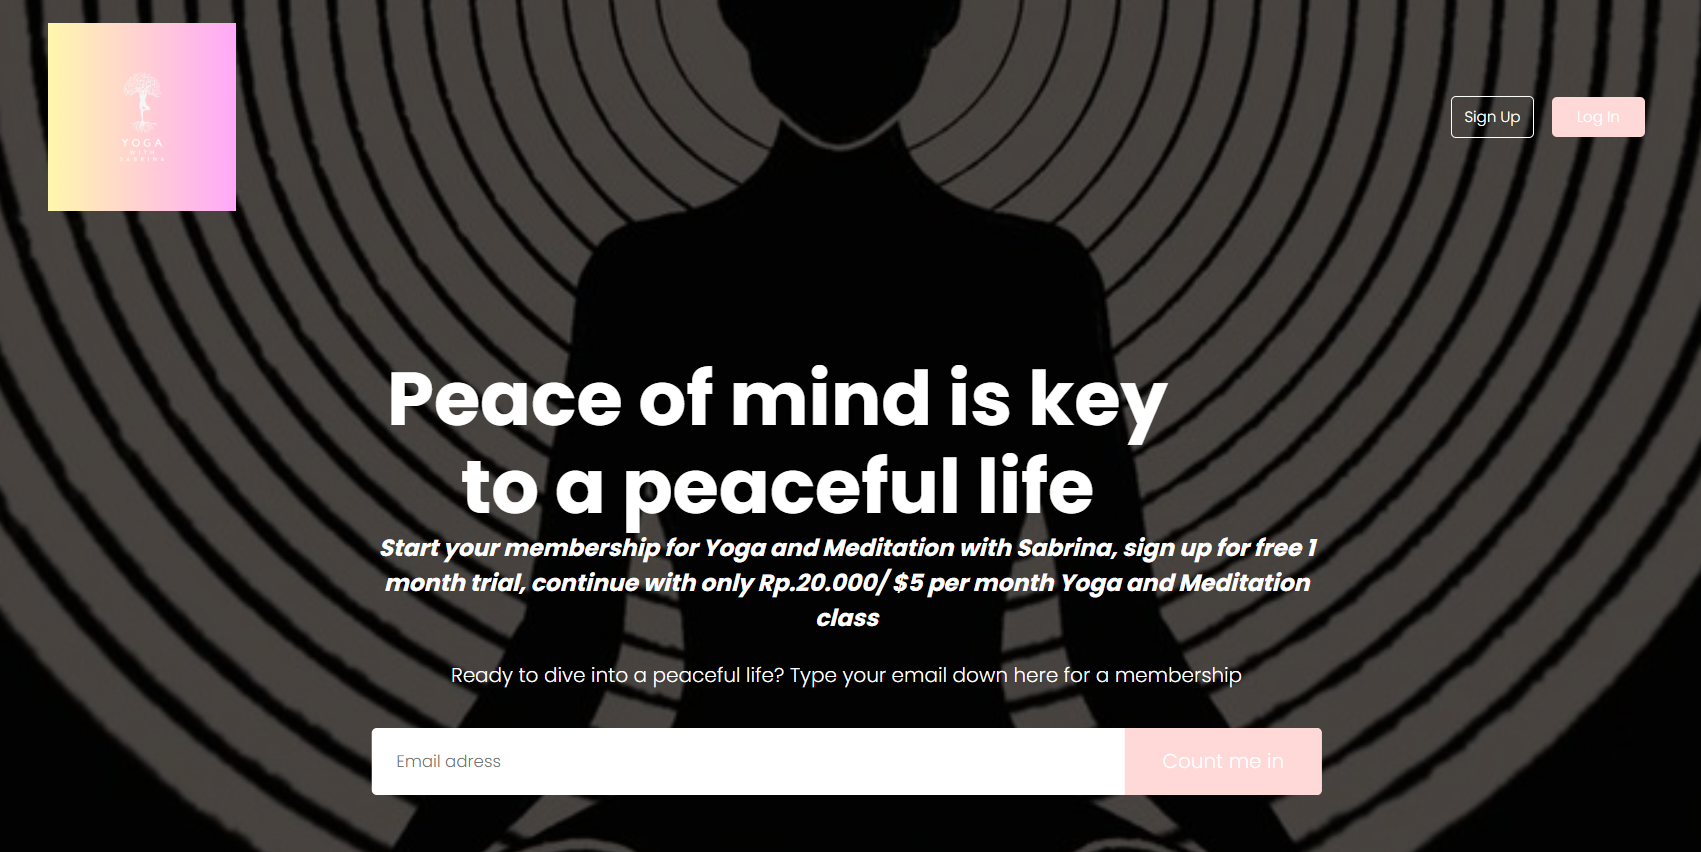 YOGA
WITH
SABRINA
Sign Up
Log In
Peace of mind is key
to a peaceful life
Start your membership for Yoga and Meditation with Sabrina, sign up for free 1
month trial, continue with only Rp.20.000/ $5 per month Yoga and Meditation
class
Ready to dive into a peaceful life? Type your email down here for a membership
Email adress
Count me in